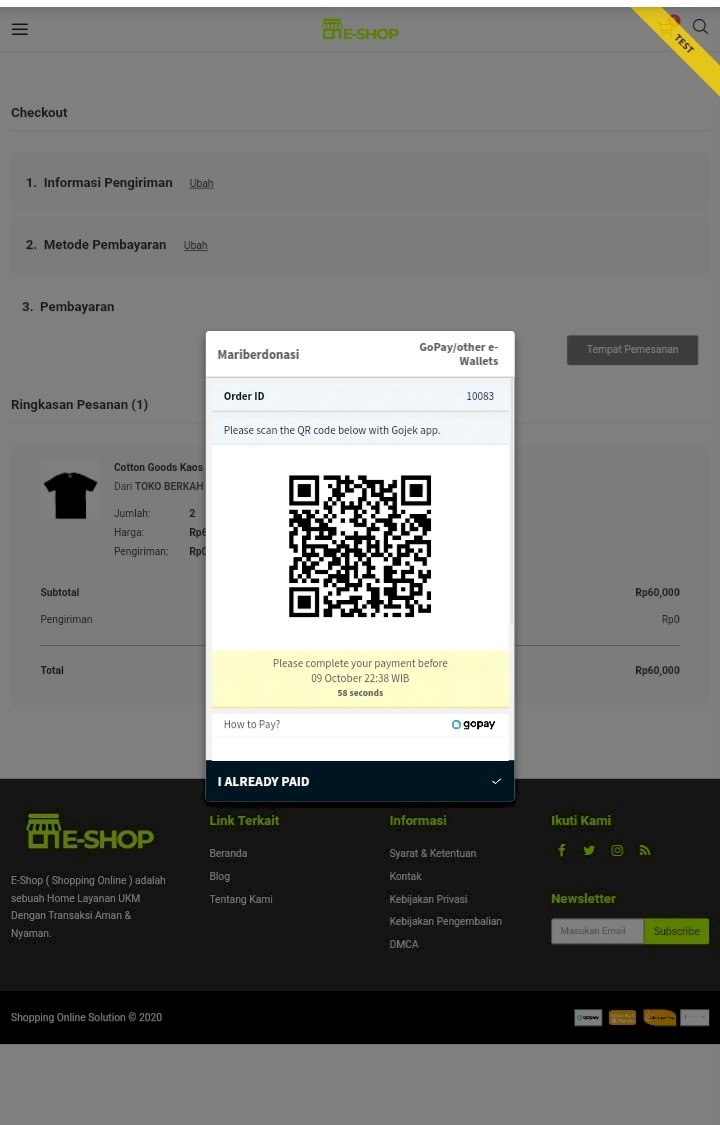 E-SHOP
TEST
Checkout
1. Informasi Pengiriman Ubah
2. Metode Pembayaran Ubah
3. Pembayaran
Tempat Pemesanan
Ringkasan Pesanan (1)
Cotton Goods Kaos
Dari TOKO BERKAH
Jumlah: 2
Harga:
Pengiriman:
Subtotal Rp60,000
Pengiriman Rp0
Total Rp60,000
Mariberdonasi
GoPay/other e-
Wallets
Order ID 10083
Please scan the QR code below with Gojek app.
Please complete your payment before
09 October 22:38 WIB
58 seconds
How to Pay? gopay
I ALREADY PAID
E-SHOP
E-Shop ( Shopping Online ) adalah
sebuah Home Layanan UKM
Dengan Transaksi Aman &
Nyaman.
Link Terkait
Beranda
Blog
Tentang Kami
Informasi
Syarat & Ketentuan
Kontak
Kebijakan Privasi
Kebijakan Pengembalian
DMCA
Ikuti Kami
Newsletter
Masukan Email Subscribe
Shopping Online Solution © 2020
gopay